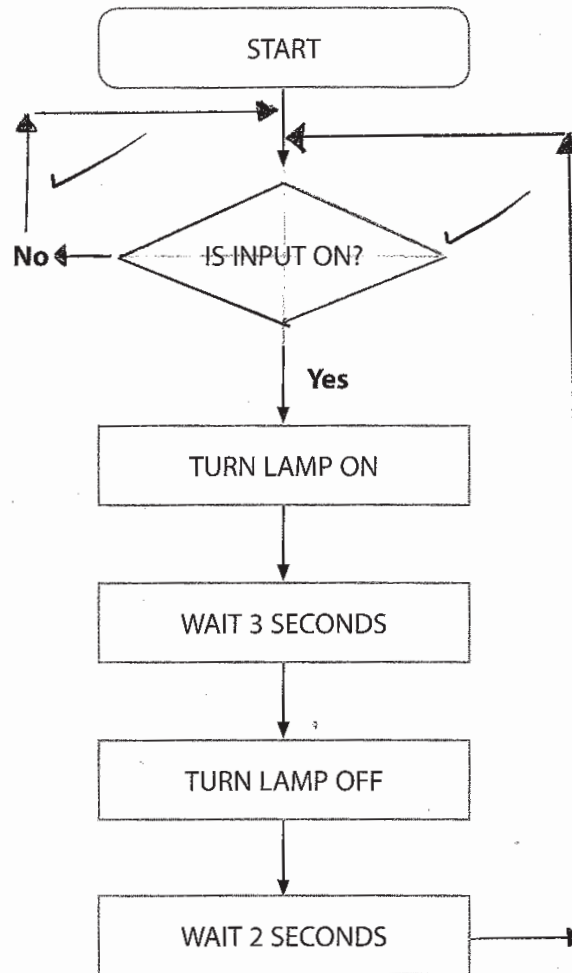 START
No
IS INPUT ON?
Yes
TURN LAMP ON
WAIT 3 SECONDS
TURN LAMP OFF
WAIT 2 SECONDS